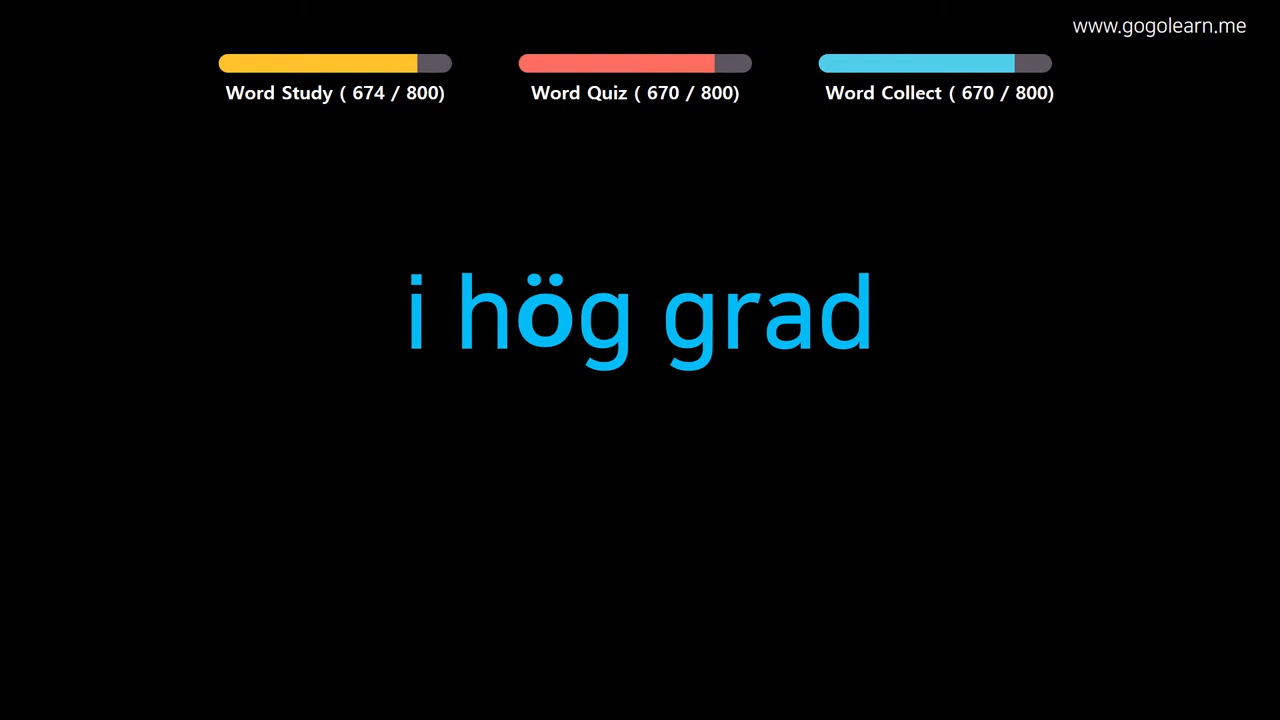 www.gogolearn.me
Word Study ( 674 / 800)
Word Quiz ( 670 / 800)
Word Collect ( 670 / 800)
i hög grad